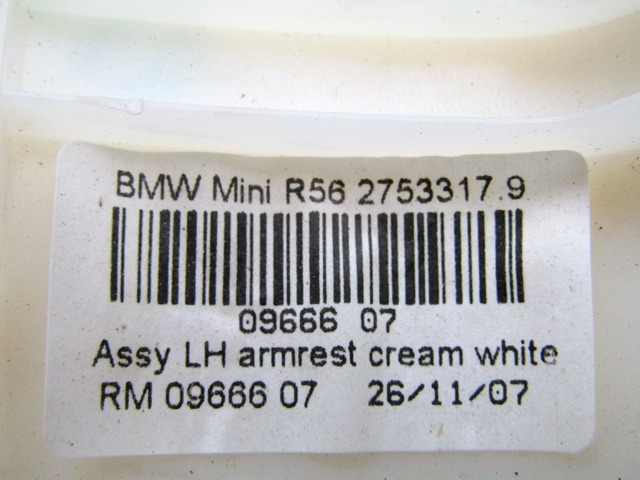 BMW Mini R56 2753317.9
09666 07
Assy LH armrest cream white
RM 09666 07 26/11/07